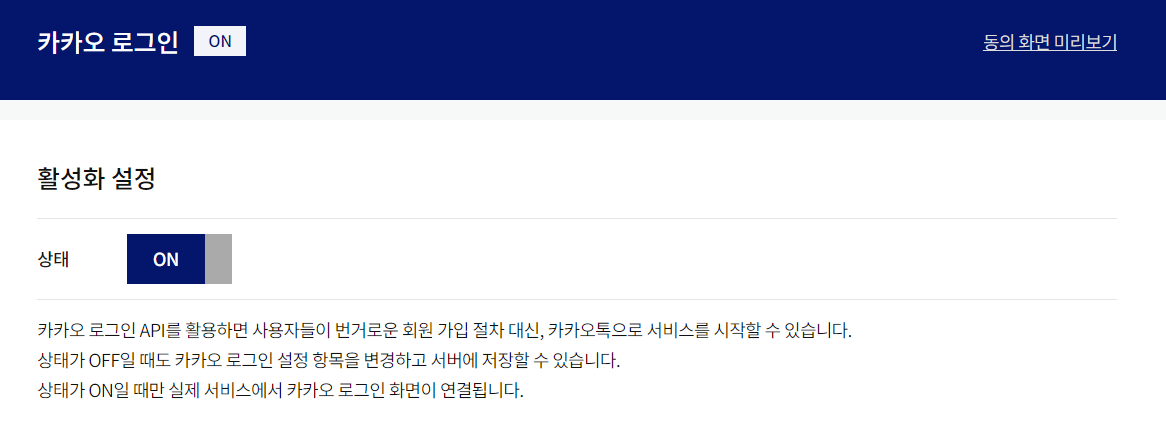 카카오 로그인 ON
동의 화면 미리보기
활성화 설정
상태 ON
카카오 로그인 API를 활용하면 사용자들이 번거로운 회원 가입 절차 대신, 카카오톡으로 서비스를 시작할 수 있습니다.
상태가 OFF일 때도 카카오 로그인 설정 항목을 변경하고 서버에 저장할 수 있습니다.
상태가 ON일 때만 실제 서비스에서 카카오 로그인 화면이 연결됩니다.